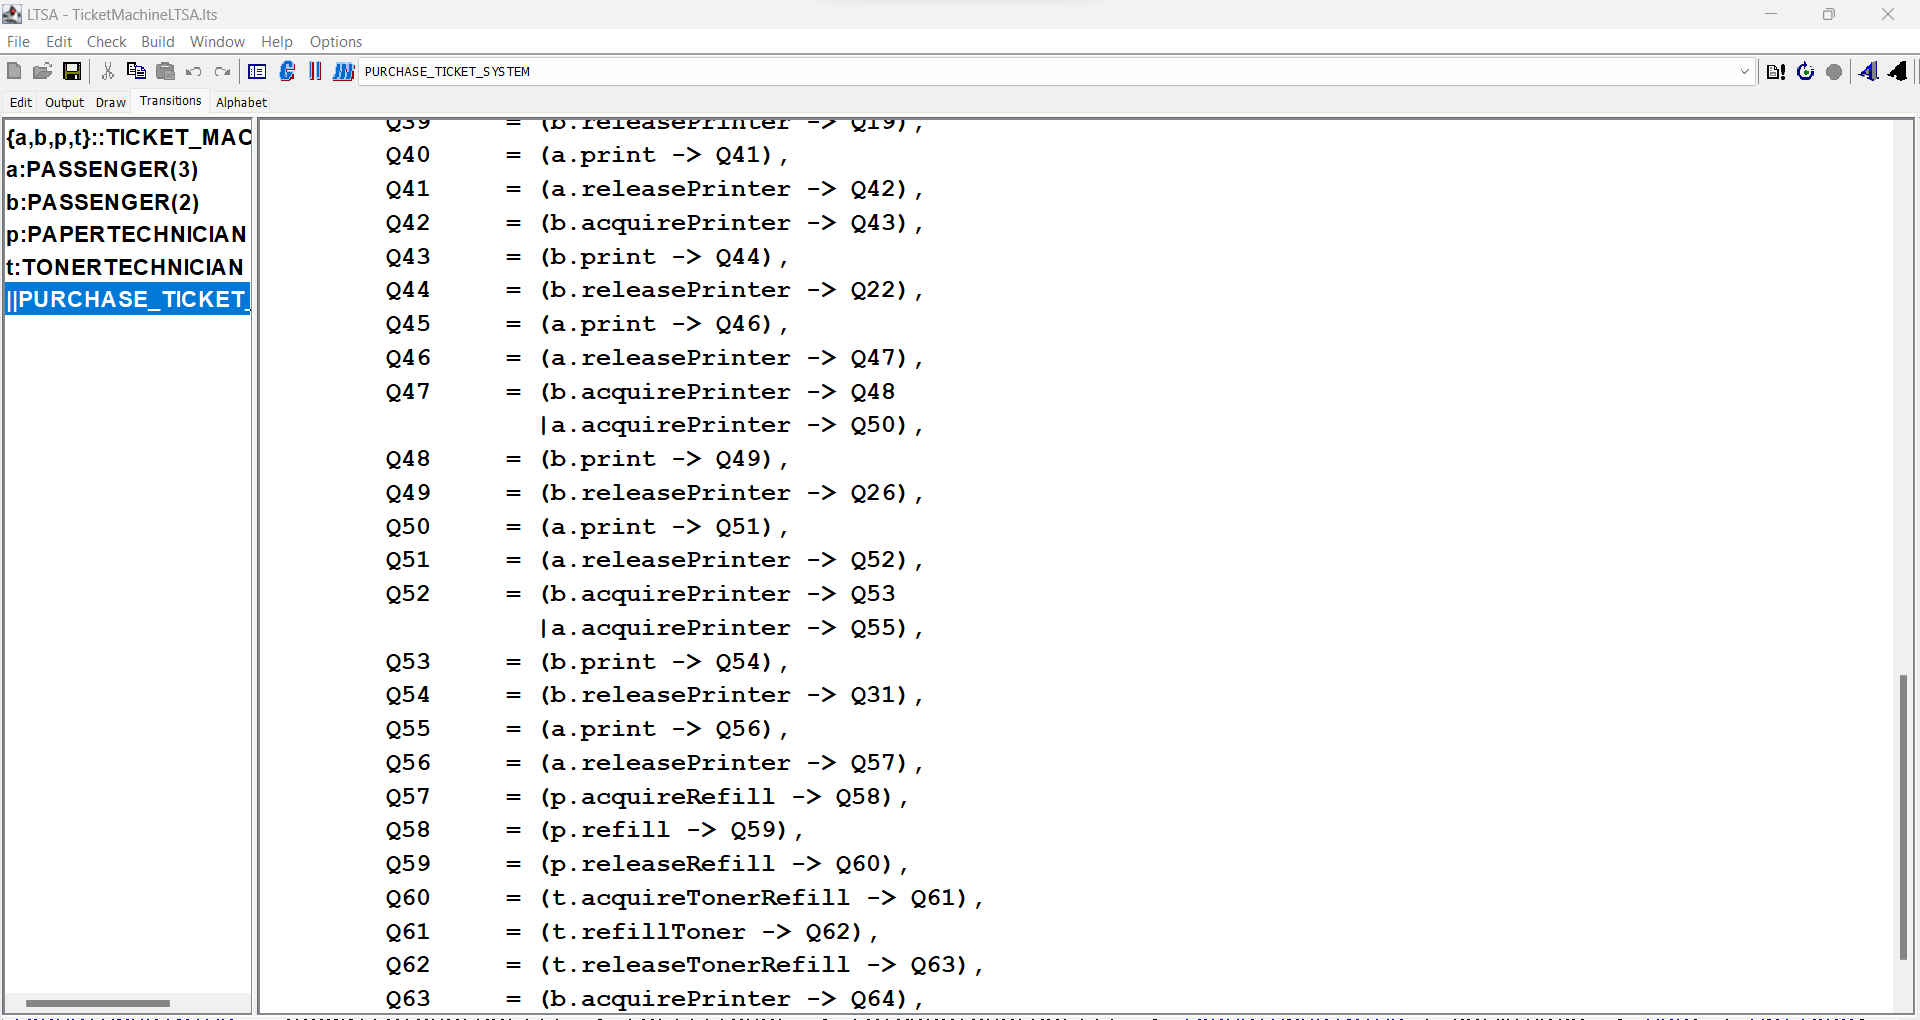 LTSA - TicketMachineLTSA.lts
File Edit Check Build Window Help Options
PURCHASE_TICKET_SYSTEM
Edit Output Draw Transitions Alphabet
{a,b,p,t}::TICKET_MAC
a:PASSENGER(3)
b:PASSENGER(2)
p:PAPERTECHNICIAN
t:TONERTECHNICIAN
||PURCHASE_TICKET_
Q39 = (b.releasePrinter -> Q19),
Q40 = (a.print -> Q41),
Q41 = (a.releasePrinter -> Q42),
Q42 = (b.acquirePrinter -> Q43),
Q43 = (b.print -> Q44),
Q44 = (b.releasePrinter -> Q22),
Q45 = (a.print -> Q46),
Q46 = (a.releasePrinter -> Q47),
Q47 = (b.acquirePrinter -> Q48
|a.acquirePrinter -> Q50),
Q48 = (b.print -> Q49),
Q49 = (b.releasePrinter -> Q26),
Q50 = (a.print -> Q51),
Q51 = (a.releasePrinter -> Q52),
Q52 = (b.acquirePrinter -> Q53
|a.acquirePrinter -> Q55),
Q53 = (b.print -> Q54),
Q54 = (b.releasePrinter -> Q31),
Q55 = (a.print -> Q56),
Q56 = (a.releasePrinter -> Q57),
Q57 = (p.acquireRefill -> Q58),
Q58 = (p.refill -> Q59),
Q59 = (p.releaseRefill -> Q60),
Q60 = (t.acquireTonerRefill -> Q61),
Q61 = (t.refillToner -> Q62),
Q62 = (t.releaseTonerRefill -> Q63),
Q63 = (b.acquirePrinter -> Q64),